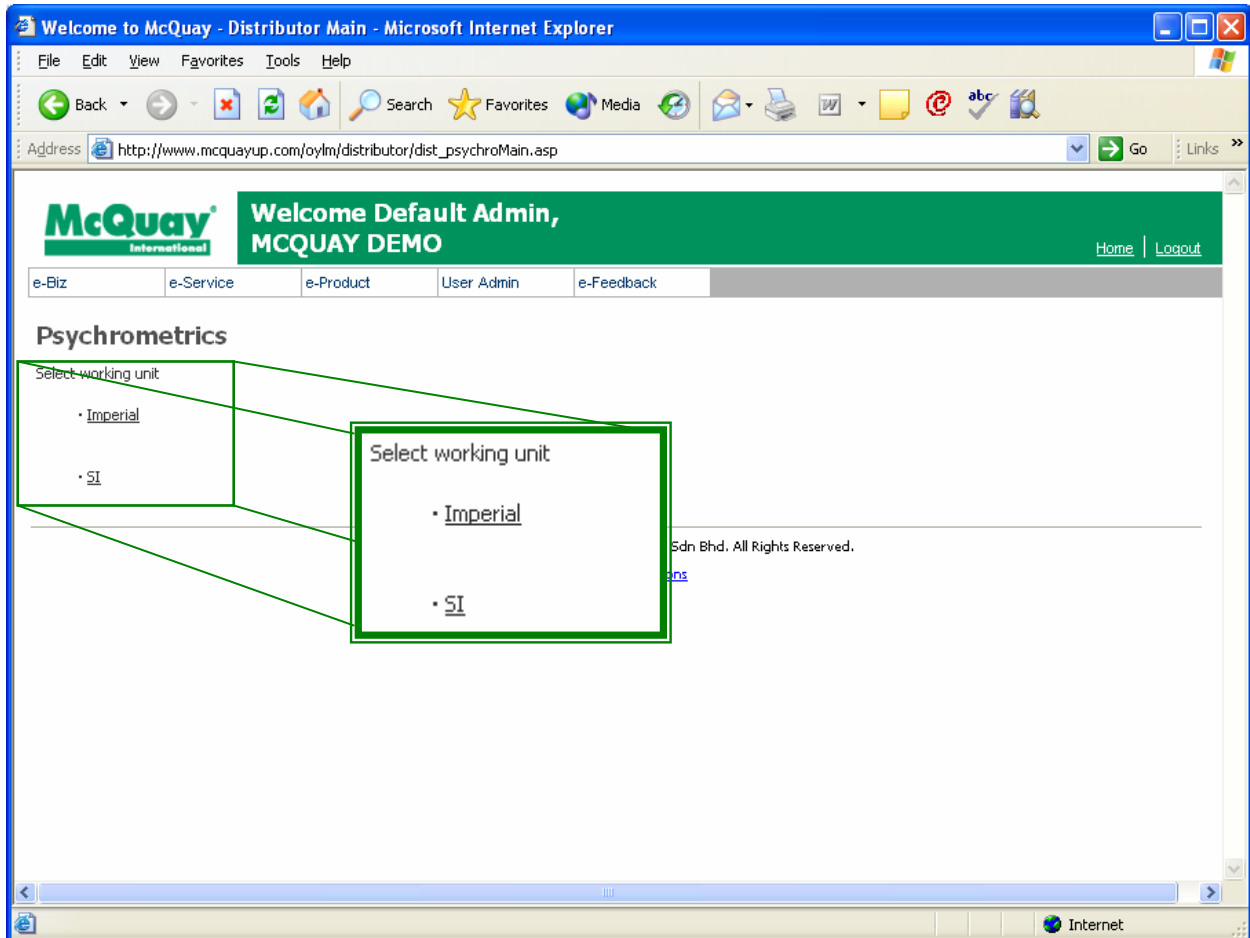 Welcome to McQuay - Distributor Main - Microsoft Internet Explorer
File Edit View Favorites Tools Help
Back Search Favorites Media
Address http://www.mcquayup.com/oylm/distributor/dist_psychroMain.asp Go Links »
McQuay International
Welcome Default Admin,
MCQUAY DEMO
Home | Logout
e-Biz e-Service e-Product User Admin e-Feedback
Psychrometrics
Select working unit
· Imperial
· SI
Select working unit
· Imperial
· SI
Sdn Bhd. All Rights Reserved.
Internet